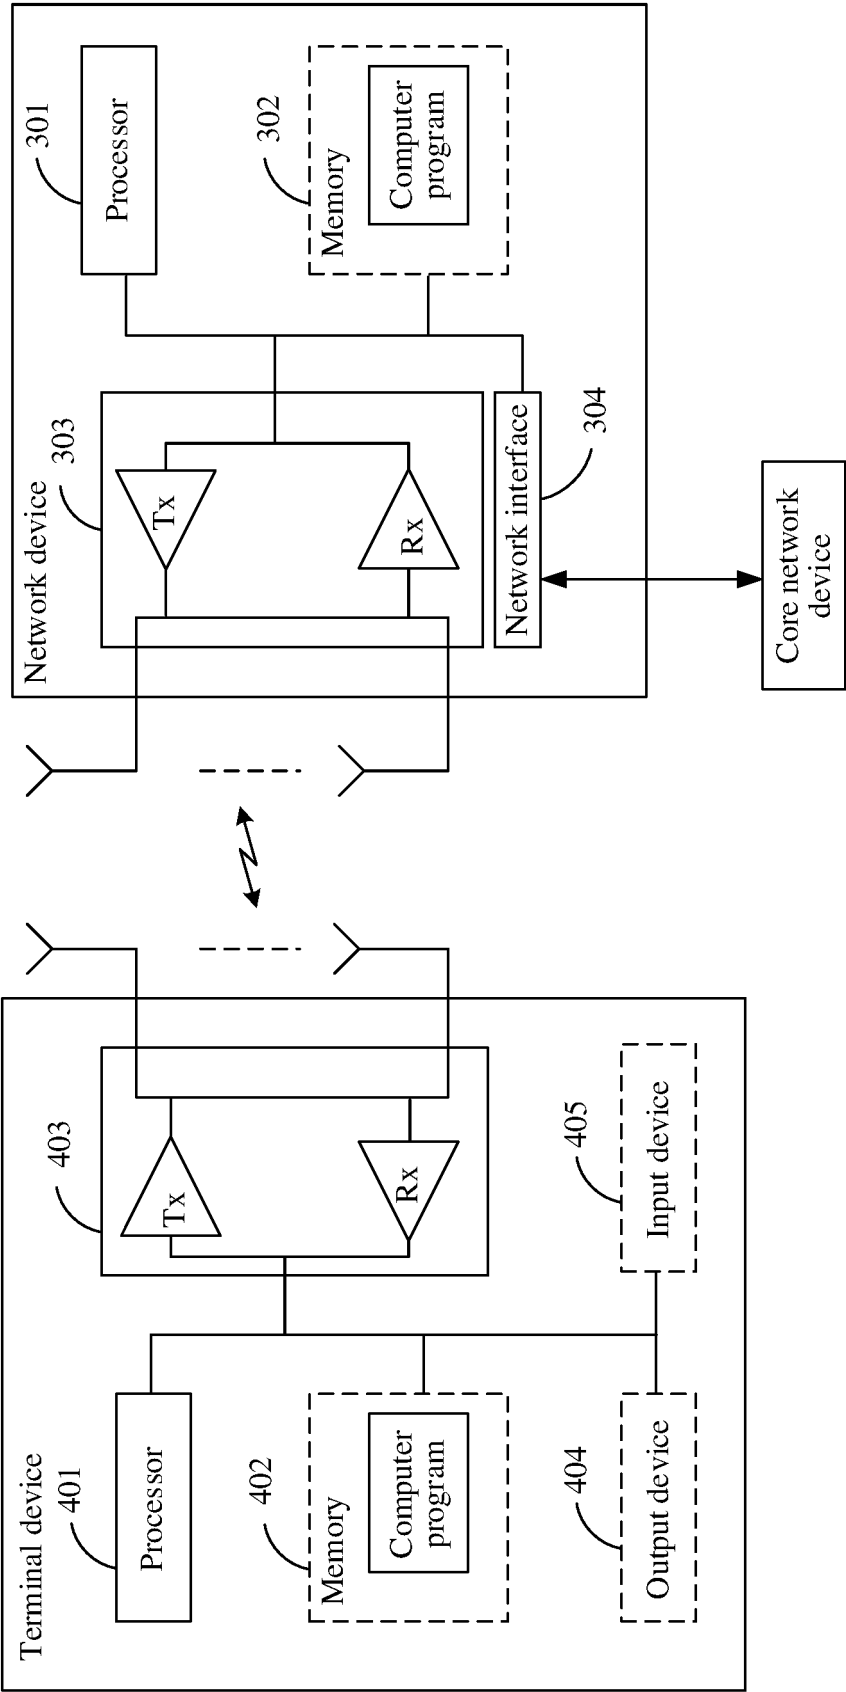 Terminal device
401
Processor
403
Tx
Rx
402
Memory
Computer
program
404
Output device
405
Input device
Network device
303
Tx
Rx
301
Processor
302
Memory
Computer
program
Network interface
304
Core network
device